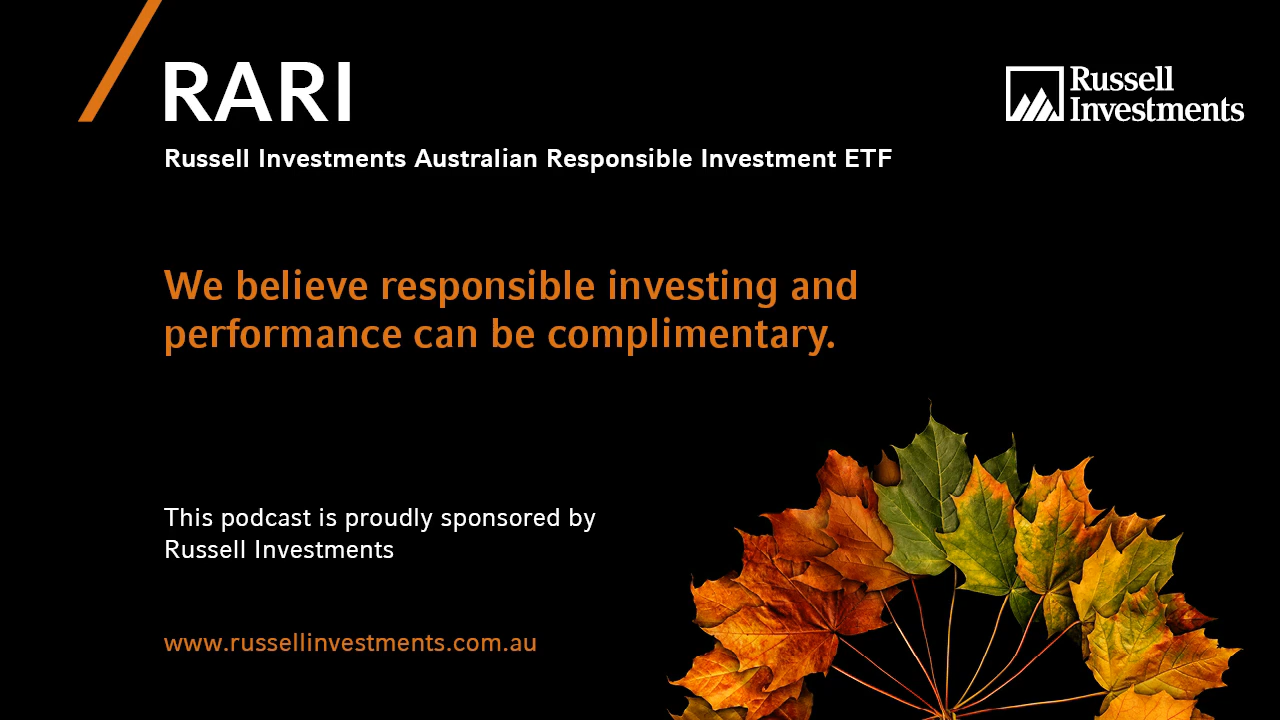 RARI
Russell
Investments
Russell Investments Australian Responsible Investment ETF
We believe responsible investing and
performance can be complimentary.
This podcast is proudly sponsored by
Russell Investments
www.russellinvestments.com.au